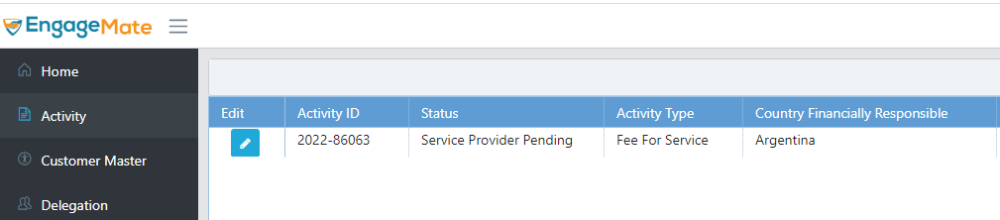 EngageMate
Home
Activity
Customer Master
Delegation
Edit Activity ID Status Activity Type Country Financially Responsible
2022-86063 Service Provider Pending Fee For Service Argentina